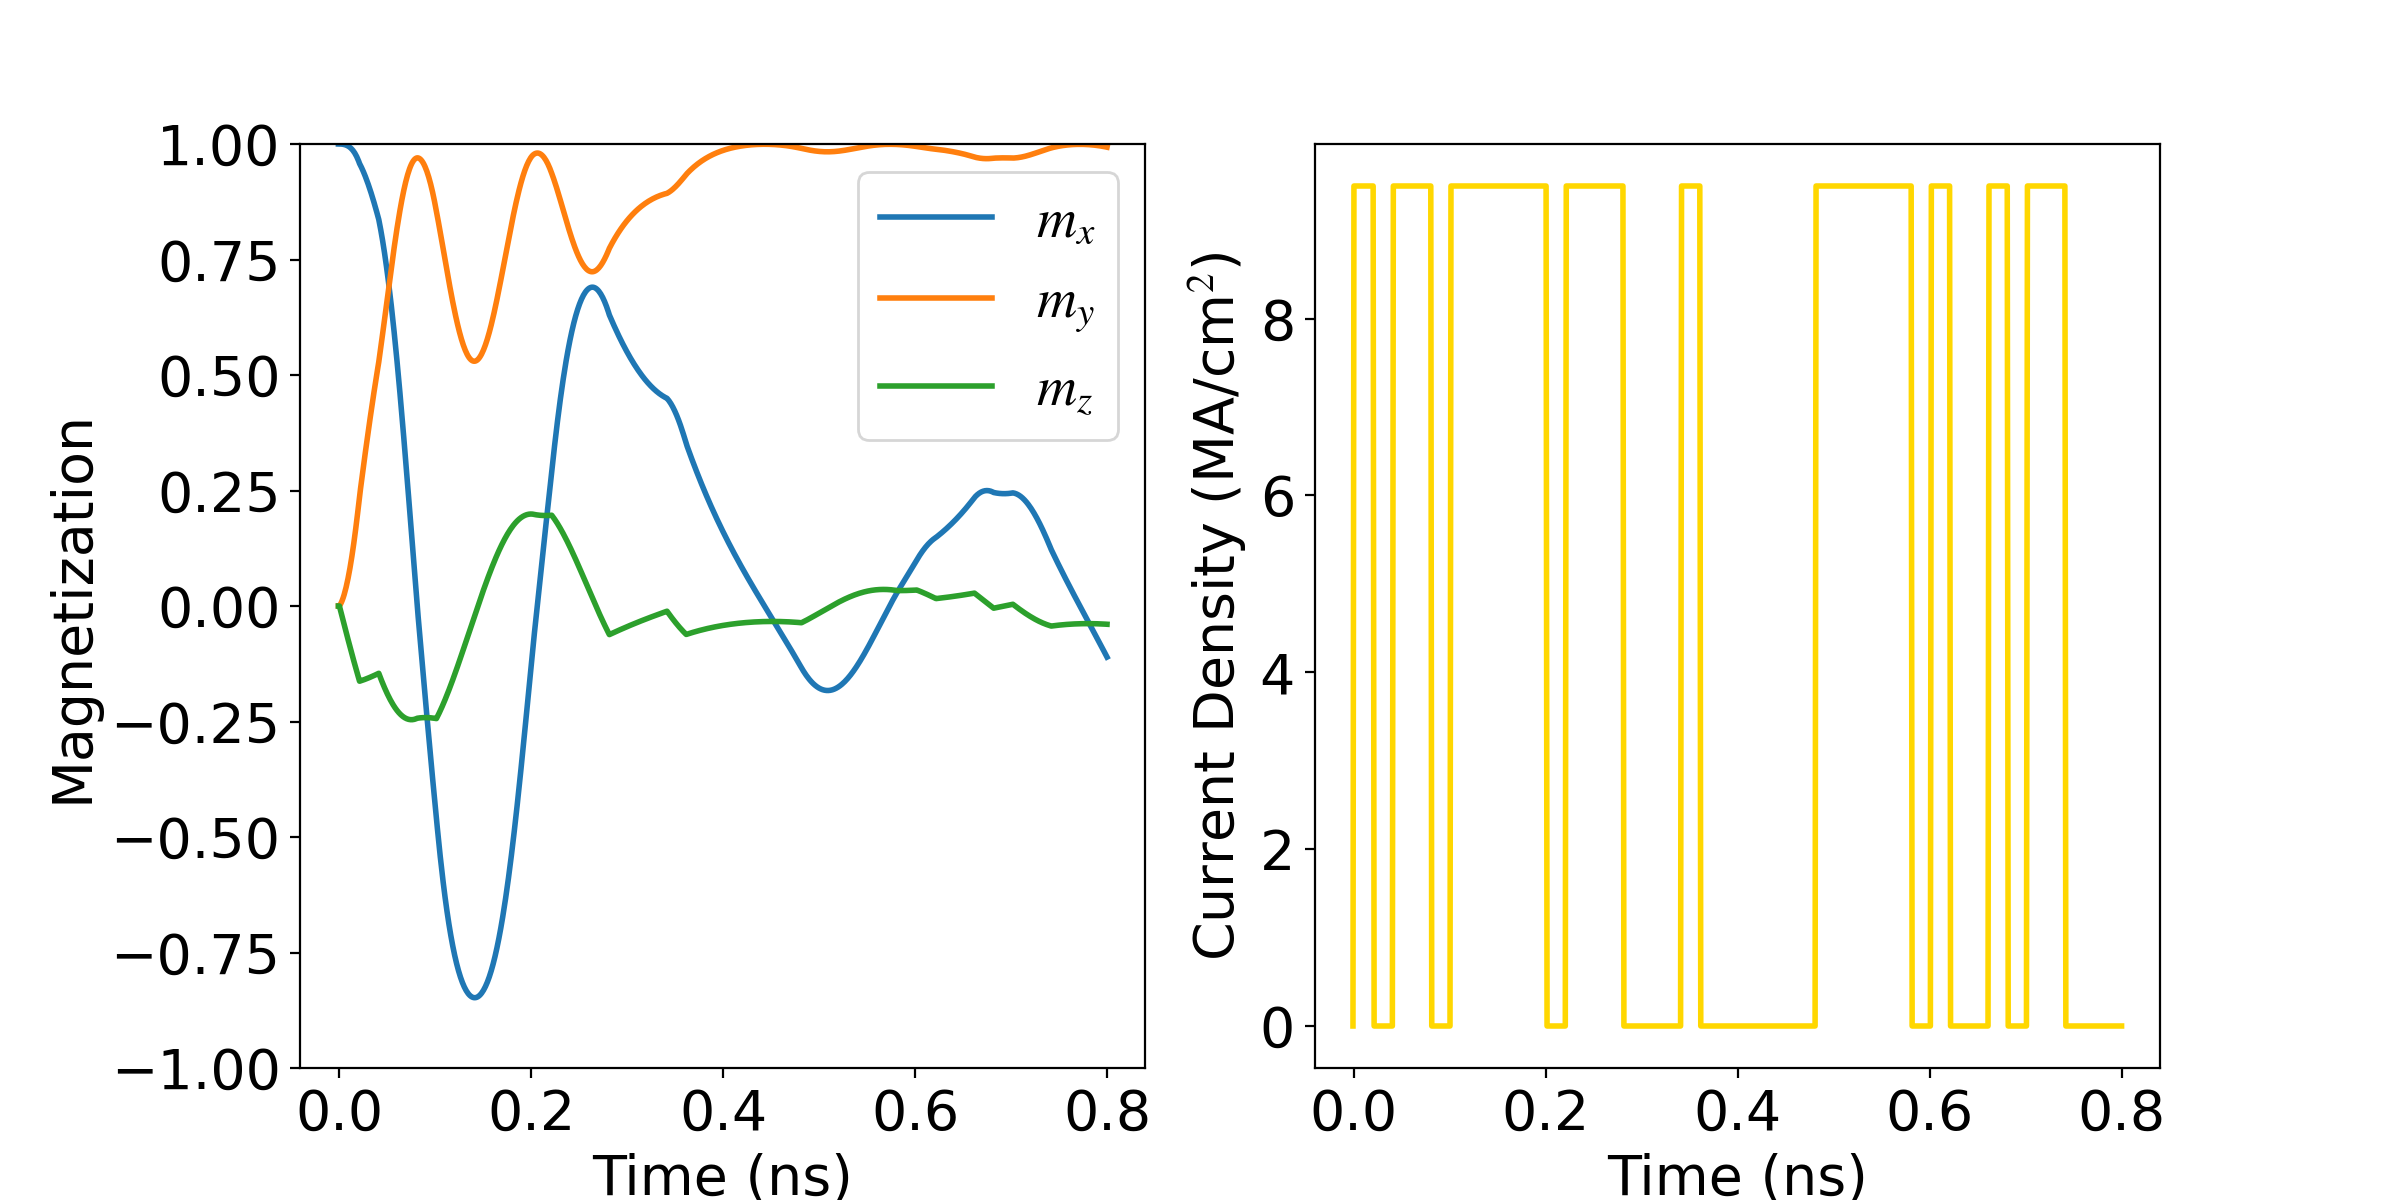 Magnetization
1.00
0.75
0.50
0.25
0.00
−0.25
−0.50
−0.75
−1.00
0.0 0.2 0.4 0.6 0.8
Time (ns)
m_x
m_y
m_z
Current Density (MA/cm²)
8
6
4
2
0
0.0 0.2 0.4 0.6 0.8
Time (ns)